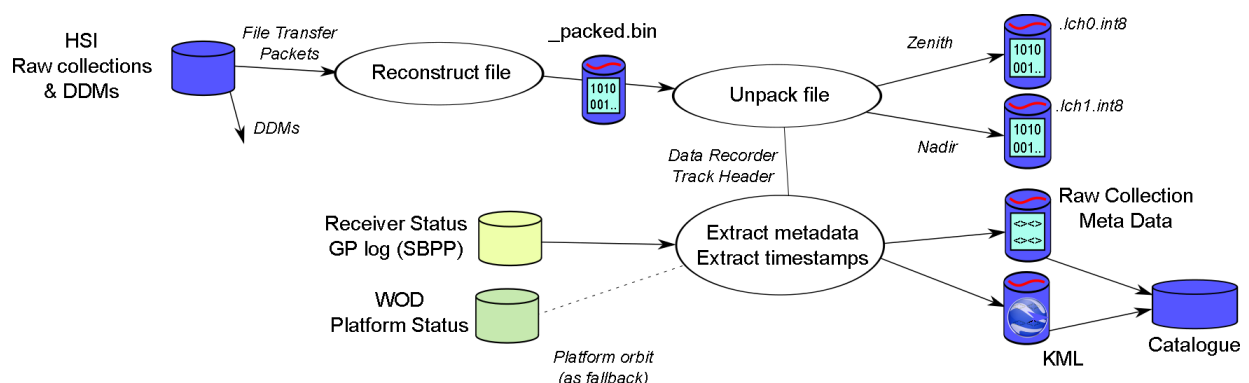 HSI
Raw collections
& DDMs
File Transfer
Packets
DDMs
Reconstruct file
_packed.bin
1010
001..
Unpack file
Zenith
.lch0.int8
1010
001..
Nadir
.lch1.int8
1010
001..
Data Recorder
Track Header
Receiver Status
GP log (SBPP)
Extract metadata
Extract timestamps
WOD
Platform Status
Platform orbit
(as fallback)
Raw Collection
Meta Data
<><>
<><>
KML
Catalogue